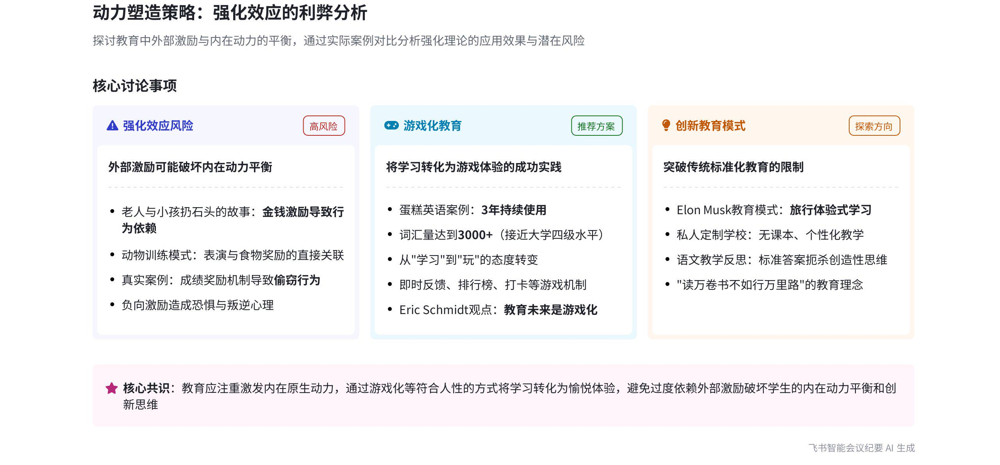 动力塑造策略：强化效应的利弊分析
探讨教育中外部激励与内在动力的平衡，通过实际案例对比分析强化理论的应用效果与潜在风险
核心讨论事项
强化效应风险
高风险
外部激励可能破坏内在动力平衡
老人与小孩扔石头的故事：金钱激励导致行
为依赖
动物训练模式：表演与食物奖励的直接关联
真实案例：成绩奖励机制导致偷窃行为
负向激励造成恐惧与叛逆心理
游戏化教育
推荐方案
将学习转化为游戏体验的成功实践
蛋糕英语案例：3年持续使用
词汇量达到3000+（接近大学四级水平）
从"学习"到"玩"的态度转变
即时反馈、排行榜、打卡等游戏机制
Eric Schmidt观点：教育未来是游戏化
创新教育模式
探索方向
突破传统标准化教育的限制
Elon Musk教育模式：旅行体验式学习
私人定制学校：无课本、个性化教学
语文教学反思：标准答案扼杀创造性思维
"读万卷书不如行万里路"的教育理念
核心共识：教育应注重激发内在原生动力，通过游戏化等符合人性的方式将学习转化为愉悦体验，避免过度依赖外部激励破坏学生的内在动力平衡和创
新思维
飞书智能会议纪要 AI 生成